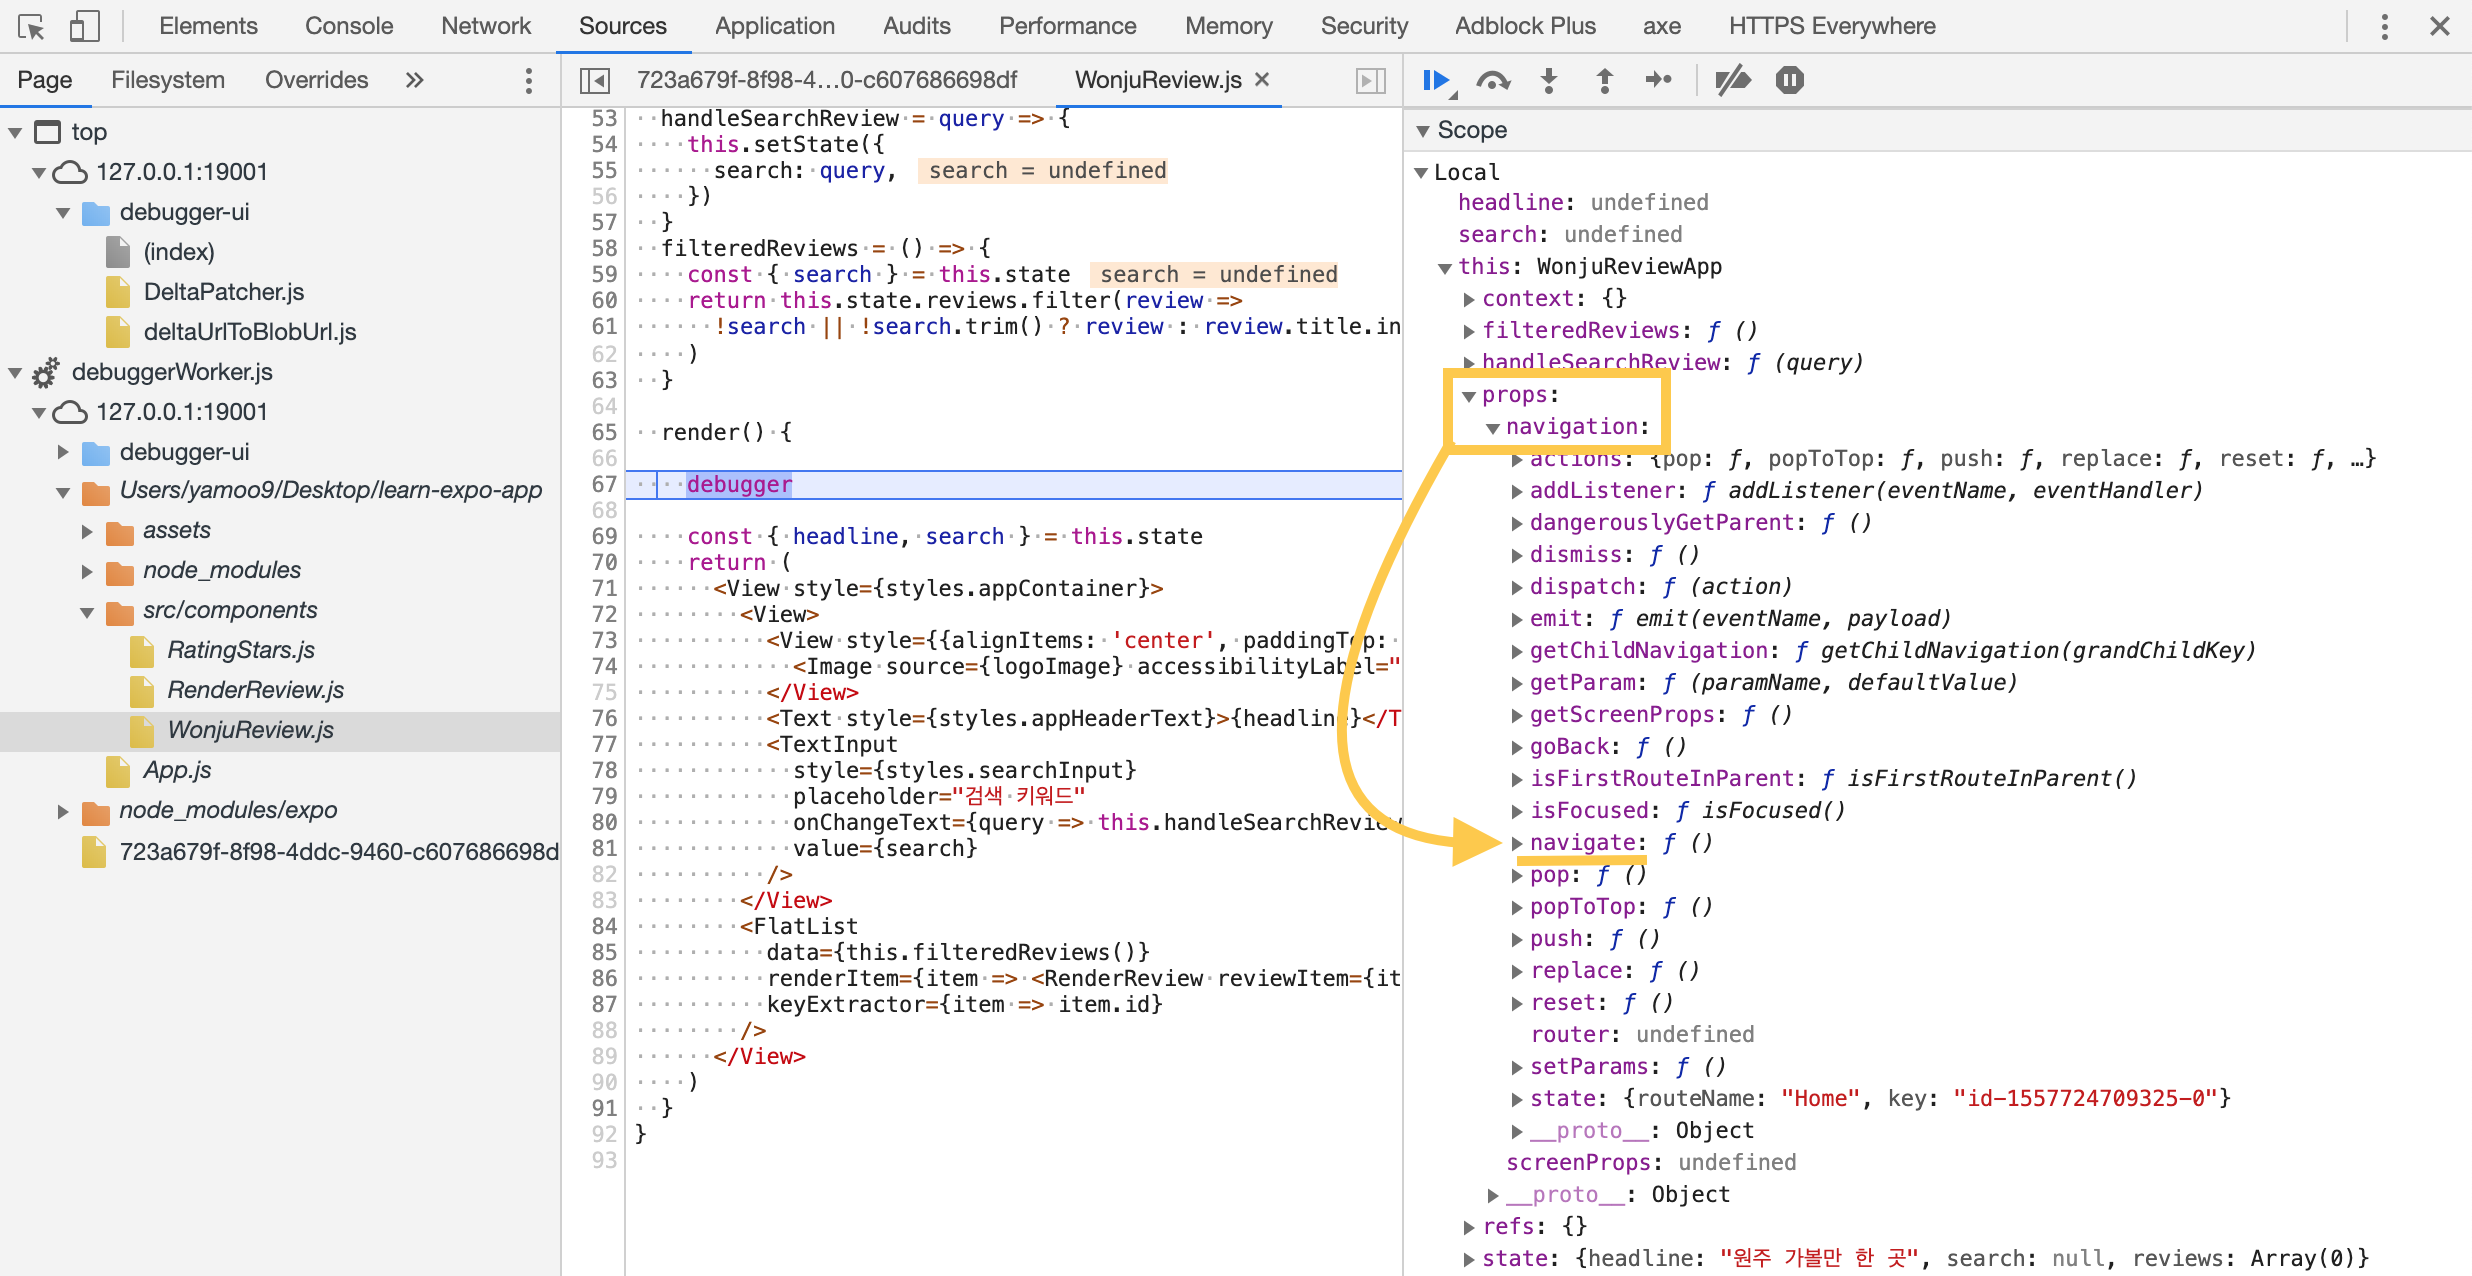 Elements Console Network Sources Application Audits Performance Memory Security Adblock Plus axe HTTPS Everywhere
Page Filesystem Overrides »
top
127.0.0.1:19001
debugger-ui
(index)
DeltaPatcher.js
deltaUrlToBlobUrl.js
debuggerWorker.js
127.0.0.1:19001
debugger-ui
Users/yamoo9/Desktop/learn-expo-app
assets
node_modules
src/components
RatingStars.js
RenderReview.js
WonjuReview.js
App.js
node_modules/expo
723a679f-8f98-4ddc-9460-c607686698d
723a679f-8f98-4…0-c607686698df WonjuReview.js ×
53 handleSearchReview = query => {
54 this.setState({
55 search: query, search = undefined
56 })
57 }
58 filteredReviews = () => {
59 const { search } = this.state search = undefined
60 return this.state.reviews.filter(review =>
61 !search || !search.trim() ? review : review.title.in
62 )
63 }
64
65 render() {
66
67 debugger
68
69 const { headline, search } = this.state
70 return (
71 <View style={styles.appContainer}>
72 <View>
73 <View style={{alignItems: 'center', paddingTop:
74 <Image source={logoImage} accessibilityLabel="
75 </View>
76 <Text style={styles.appHeaderText}>{headline}</T
77 <TextInput
78 style={styles.searchInput}
79 placeholder="검색 키워드"
80 onChangeText={query => this.handleSearchReview
81 value={search}
82 />
83 </View>
84 <FlatList
85 data={this.filteredReviews()}
86 renderItem={item => <RenderReview reviewItem={it
87 keyExtractor={item => item.id}
88 />
89 </View>
90 )
91 }
92 }
93
Scope
Local
headline: undefined
search: undefined
this: WonjuReviewApp
context: {}
filteredReviews: ƒ ()
handleSearchReview: ƒ (query)
props:
navigation:
actions: {pop: ƒ, popToTop: ƒ, push: ƒ, replace: ƒ, reset: ƒ, …}
addListener: ƒ addListener(eventName, eventHandler)
dangerouslyGetParent: ƒ ()
dismiss: ƒ ()
dispatch: ƒ (action)
emit: ƒ emit(eventName, payload)
getChildNavigation: ƒ getChildNavigation(grandChildKey)
getParam: ƒ (paramName, defaultValue)
getScreenProps: ƒ ()
goBack: ƒ ()
isFirstRouteInParent: ƒ isFirstRouteInParent()
isFocused: ƒ isFocused()
navigate: ƒ ()
pop: ƒ ()
popToTop: ƒ ()
push: ƒ ()
replace: ƒ ()
reset: ƒ ()
router: undefined
setParams: ƒ ()
state: {routeName: "Home", key: "id-1557724709325-0"}
__proto__: Object
screenProps: undefined
__proto__: Object
refs: {}
state: {headline: "원주 가볼만 한 곳", search: null, reviews: Array(0)}